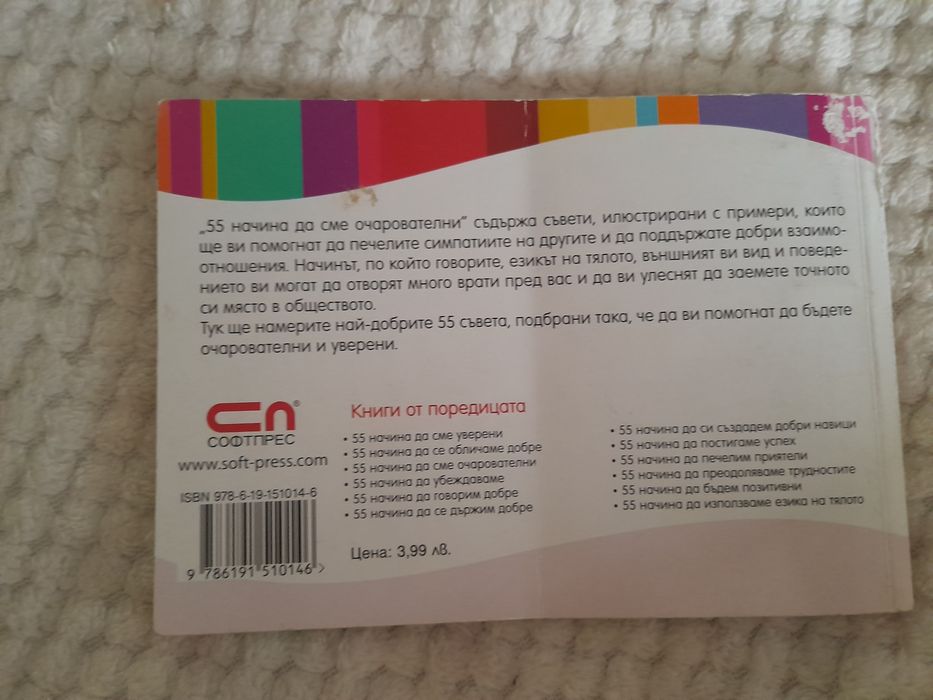 „55 начина да сме очарователни“ съдържа съвети, илюстрирани с примери, които
ще ви помогнат да печелите симпатиите на другите и да поддържате добри взаимо-
отношения. Начинът, по който говорите, езикът на тялото, външният ви вид и поведе-
нието ви могат да отворят много врати пред вас и да ви улеснят да заемете точното
си място в обществото.
Тук ще намерите най-добрите 55 съвета, подбрани така, че да ви помогнат да бъдете
очарователни и уверени.
СП®
СОФТПРЕС
www.soft-press.com
ISBN 978-6-19-151014-6
9 786191 510146 >
Книги от поредицата
• 55 начина да сме уверени
• 55 начина да се обличаме добре
• 55 начина да сме очарователни
• 55 начина да убеждаваме
• 55 начина да говорим добре
• 55 начина да се държим добре
• 55 начина да си създадем добри навици
• 55 начина да постигаме успех
• 55 начина да печелим приятели
• 55 начина да преодоляваме трудностите
• 55 начина да бъдем позитивни
• 55 начина да използваме езика на тялото
Цена: 3,99 лв.